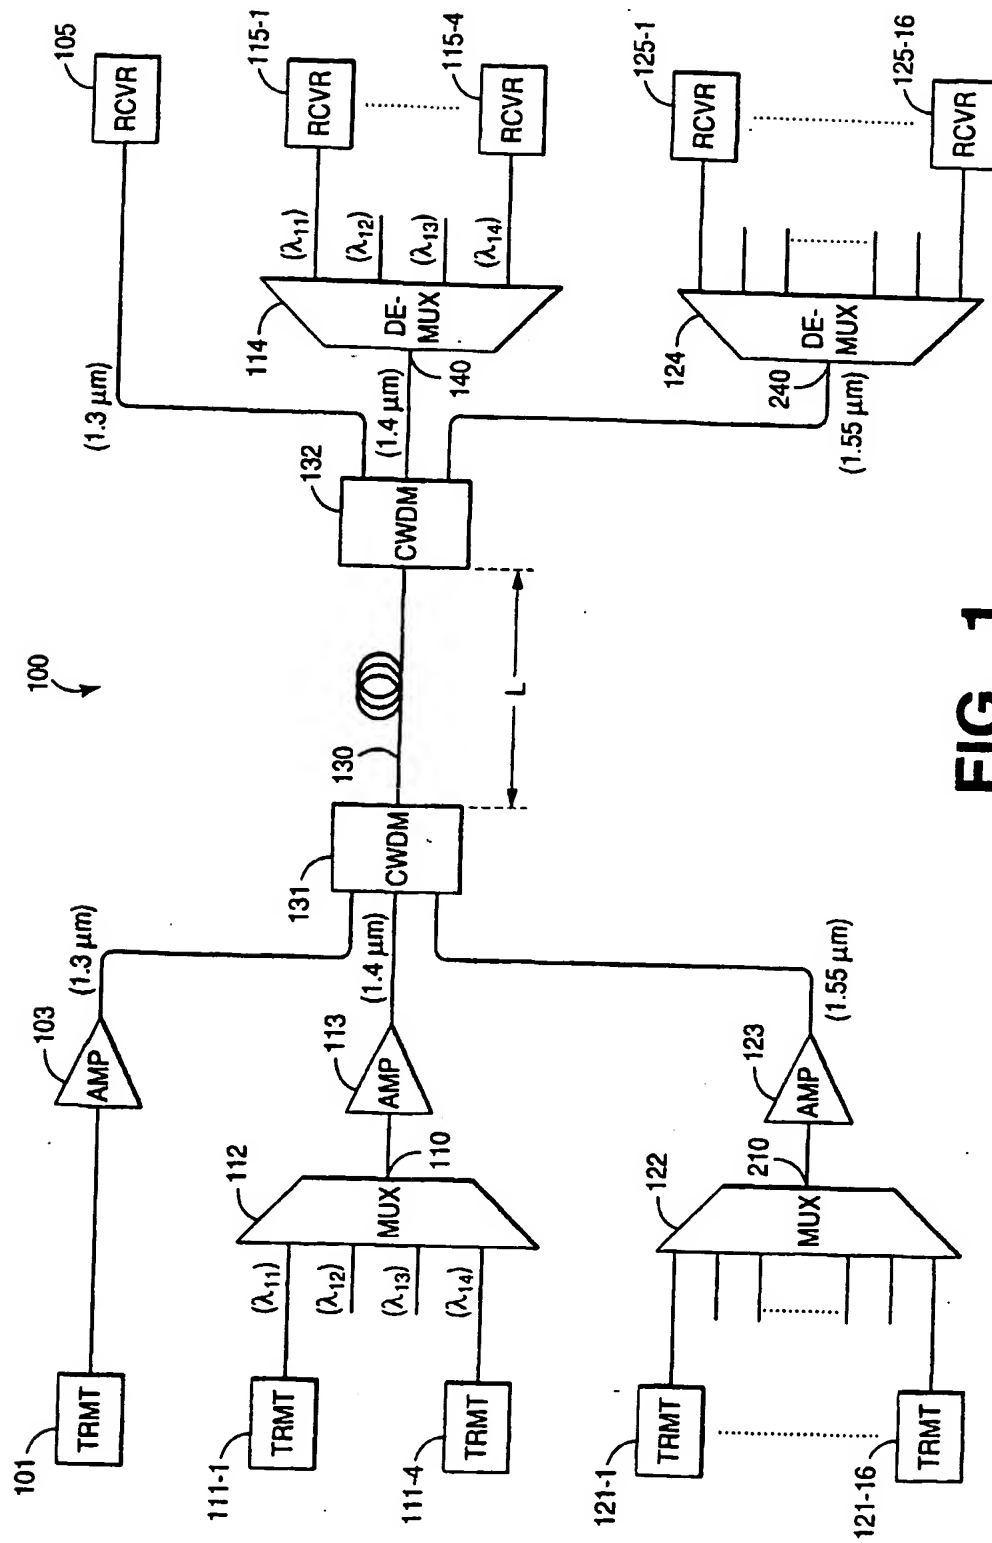 100
101
TRMT
103
AMP
(1.3 μm)
(1.3 μm)
105
RCVR
111-1
TRMT
111-4
TRMT
(λ11)
(λ12)
(λ13)
(λ14)
112
MUX
110
113
AMP
(1.4 μm)
131
CWDM
130
L
132
CWDM
(1.4 μm)
140
114
DE-
MUX
(λ11)
(λ12)
(λ13)
(λ14)
115-1
RCVR
115-4
RCVR
121-1
TRMT
121-16
TRMT
122
MUX
210
123
AMP
(1.55 μm)
(1.55 μm)
240
124
DE-
MUX
125-1
RCVR
125-16
RCVR
FIG_1